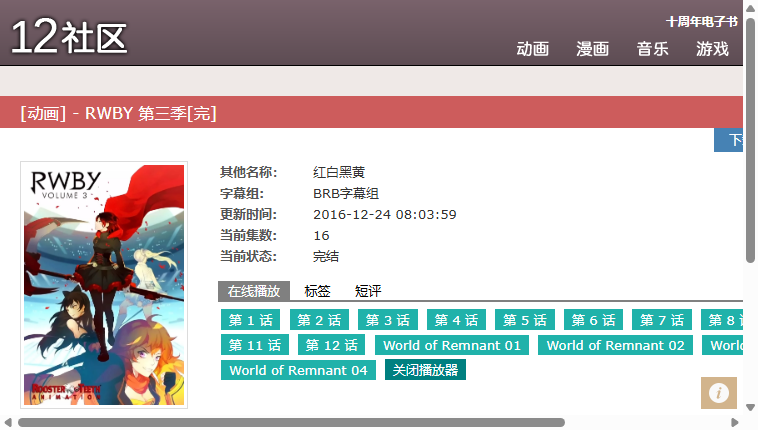 12社区
十周年电子书
动画 漫画 音乐 游戏
[动画] - RWBY 第三季[完]
RWBY
VOLUME 3
ROOSTER TEETH
ANIMATION
其他名称: 红白黑黄
字幕组: BRB字幕组
更新时间: 2016-12-24 08:03:59
当前集数: 16
当前状态: 完结
在线播放 标签 短评
第 1 话 第 2 话 第 3 话 第 4 话 第 5 话 第 6 话 第 7 话 第 8
第 11 话 第 12 话 World of Remnant 01 World of Remnant 02 World
World of Remnant 04 关闭播放器